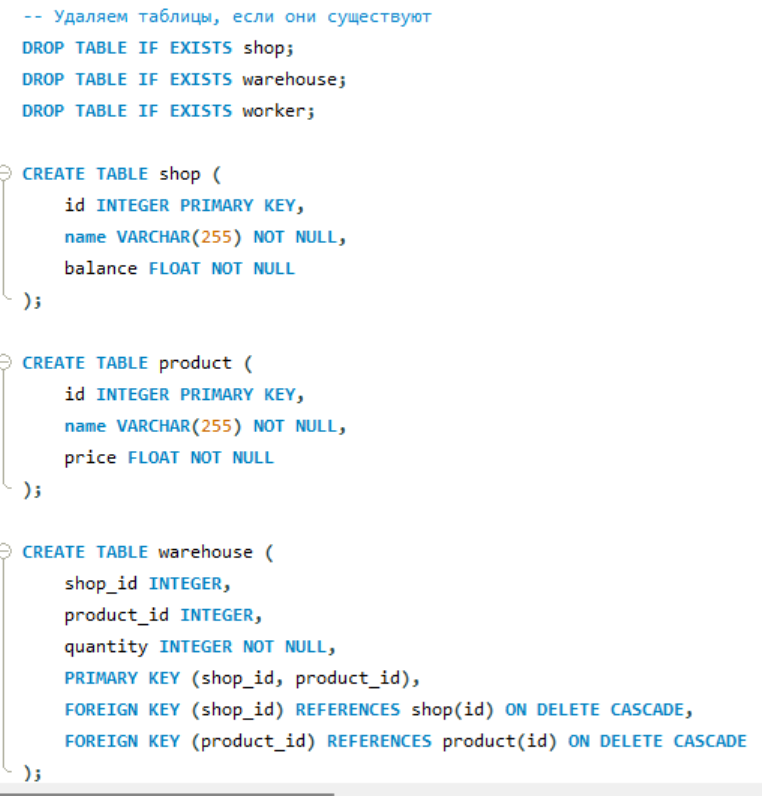 -- Удаляем таблицы, если они существуют
DROP TABLE IF EXISTS shop;
DROP TABLE IF EXISTS warehouse;
DROP TABLE IF EXISTS worker;
CREATE TABLE shop (
id INTEGER PRIMARY KEY,
name VARCHAR(255) NOT NULL,
balance FLOAT NOT NULL
);
CREATE TABLE product (
id INTEGER PRIMARY KEY,
name VARCHAR(255) NOT NULL,
price FLOAT NOT NULL
);
CREATE TABLE warehouse (
shop_id INTEGER,
product_id INTEGER,
quantity INTEGER NOT NULL,
PRIMARY KEY (shop_id, product_id),
FOREIGN KEY (shop_id) REFERENCES shop(id) ON DELETE CASCADE,
FOREIGN KEY (product_id) REFERENCES product(id) ON DELETE CASCADE
);